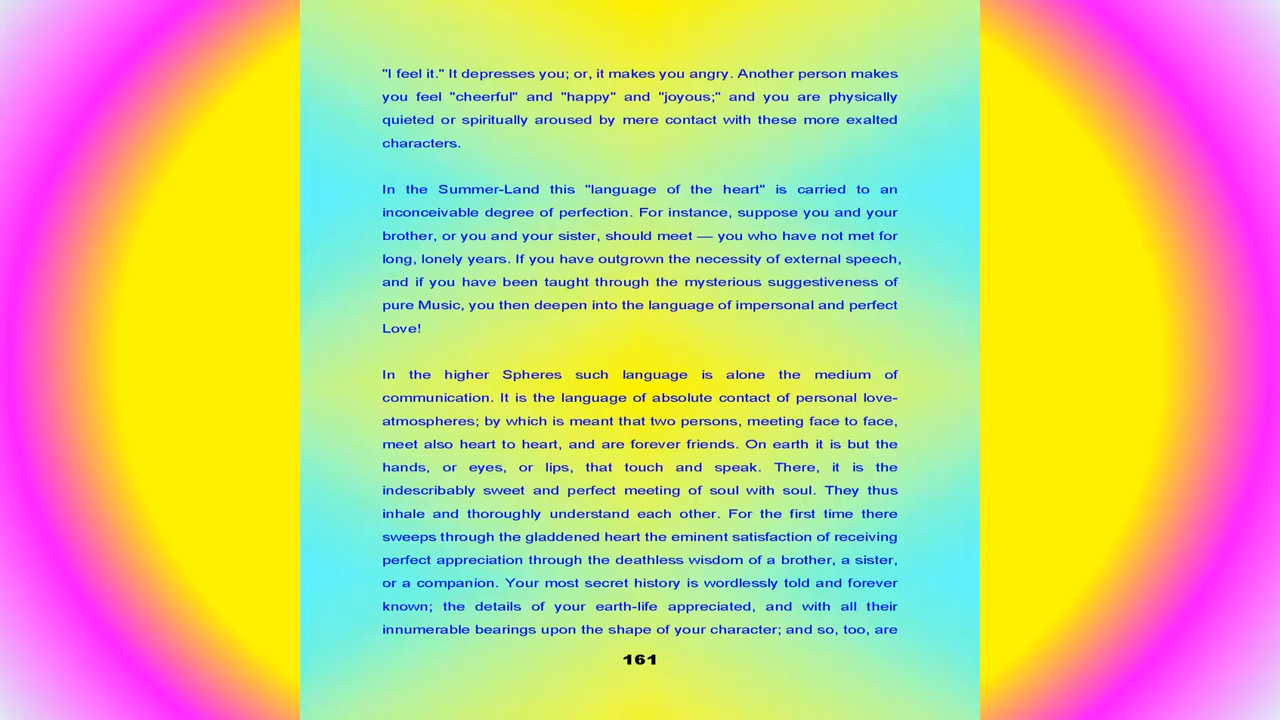 "I feel it." It depresses you; or, it makes you angry. Another person makes
you feel "cheerful" and "happy" and "joyous;" and you are physically
quieted or spiritually aroused by mere contact with these more exalted
characters.
In the Summer-Land this "language of the heart" is carried to an
inconceivable degree of perfection. For instance, suppose you and your
brother, or you and your sister, should meet — you who have not met for
long, lonely years. If you have outgrown the necessity of external speech,
and if you have been taught through the mysterious suggestiveness of
pure Music, you then deepen into the language of impersonal and perfect
Love!
In the higher Spheres such language is alone the medium of
communication. It is the language of absolute contact of personal love-
atmospheres; by which is meant that two persons, meeting face to face,
meet also heart to heart, and are forever friends. On earth it is but the
hands, or eyes, or lips, that touch and speak. There, it is the
indescribably sweet and perfect meeting of soul with soul. They thus
inhale and thoroughly understand each other. For the first time there
sweeps through the gladdened heart the eminent satisfaction of receiving
perfect appreciation through the deathless wisdom of a brother, a sister,
or a companion. Your most secret history is wordlessly told and forever
known; the details of your earth-life appreciated, and with all their
innumerable bearings upon the shape of your character; and so, too, are
161